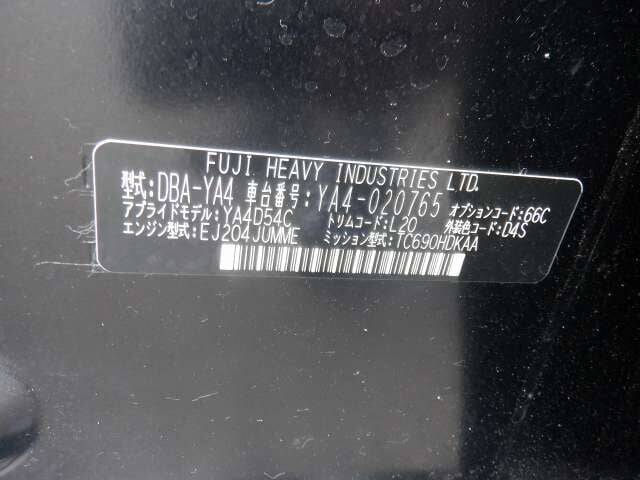 FUJI HEAVY INDUSTRIES LTD.
型式:DBA-YA4 車台番号:YA4-020765 オプションコード:66C
アプライドモデル:YA4D54C トリムコード:L20 外装色コード:D4S
エンジン型式:EJ204JUMME ミッション型式:TC690HDKAA